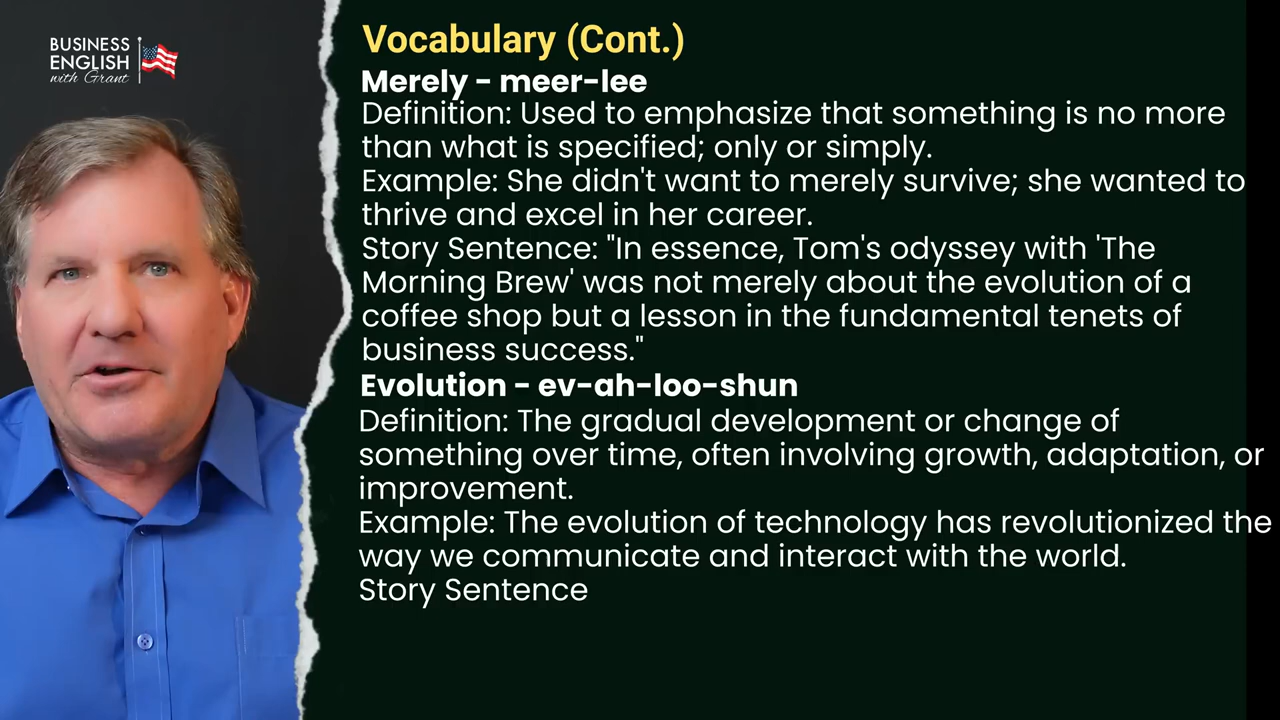 BUSINESS
ENGLISH
with Grant
Vocabulary (Cont.)
Merely - meer-lee
Definition: Used to emphasize that something is no more
than what is specified; only or simply.
Example: She didn't want to merely survive; she wanted to
thrive and excel in her career.
Story Sentence: "In essence, Tom's odyssey with 'The
Morning Brew' was not merely about the evolution of a
coffee shop but a lesson in the fundamental tenets of
business success."
Evolution - ev-ah-loo-shun
Definition: The gradual development or change of
something over time, often involving growth, adaptation, or
improvement.
Example: The evolution of technology has revolutionized the
way we communicate and interact with the world.
Story Sentence